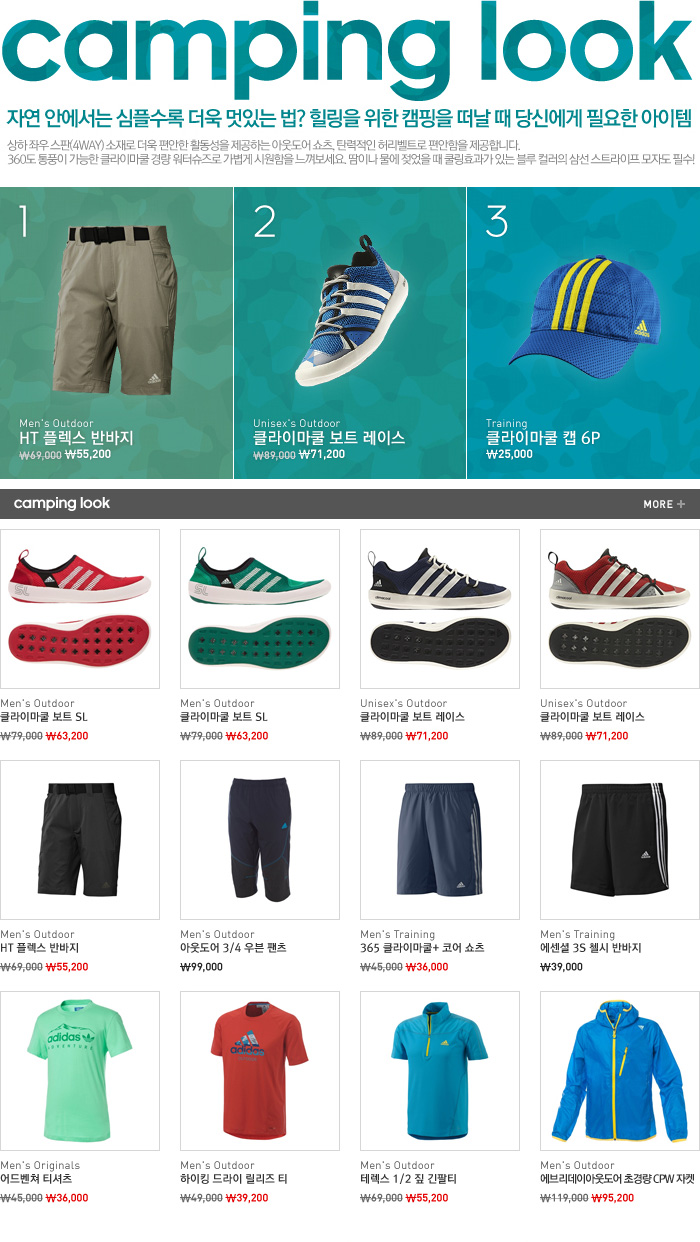 camping look
자연 안에서는 심플수록 더욱 멋있는 법? 힐링을 위한 캠핑을 떠날 때 당신에게 필요한 아이템
상하 좌우 스판(4WAY) 소재로 더욱 편안한 활동성을 제공하는 아웃도어 쇼츠, 탄력적인 허리벨트로 편안함을 제공합니다.
360도 통풍이 가능한 클라이마쿨 경량 워터슈즈로 가볍게 시원함을 느껴보세요. 땀이나 물에 젖었을 때 쿨링효과가 있는 블루 컬러의 삼선 스트라이프 모자도 필수!
1
Men's Outdoor
HT 플렉스 반바지
₩69,000 ₩55,200
2
Unisex's Outdoor
클라이마쿨 보트 레이스
₩89,000 ₩71,200
3
adidas
Training
클라이마쿨 캡 6P
₩25,000
camping look
MORE +
Men's Outdoor
클라이마쿨 보트 SL
₩79,000 ₩63,200
Men's Outdoor
클라이마쿨 보트 SL
₩79,000 ₩63,200
Unisex's Outdoor
클라이마쿨 보트 레이스
₩89,000 ₩71,200
Unisex's Outdoor
클라이마쿨 보트 레이스
₩89,000 ₩71,200
Men's Outdoor
HT 플렉스 반바지
₩69,000 ₩55,200
Men's Outdoor
아웃도어 3/4 우븐 팬츠
₩99,000
Men's Training
365 클라이마쿨+ 코어 쇼츠
₩45,000 ₩36,000
Men's Training
에센셜 3S 첼시 반바지
₩39,000
adidas
ADVENTURE
Men's Originals
어드벤쳐 티셔츠
₩45,000 ₩36,000
adidas
Men's Outdoor
하이킹 드라이 릴리즈 티
₩49,000 ₩39,200
Men's Outdoor
테렉스 1/2 짚 긴팔티
₩69,000 ₩55,200
Men's Outdoor
에브리데이아웃도어 초경량 CPW 자켓
₩119,000 ₩95,200